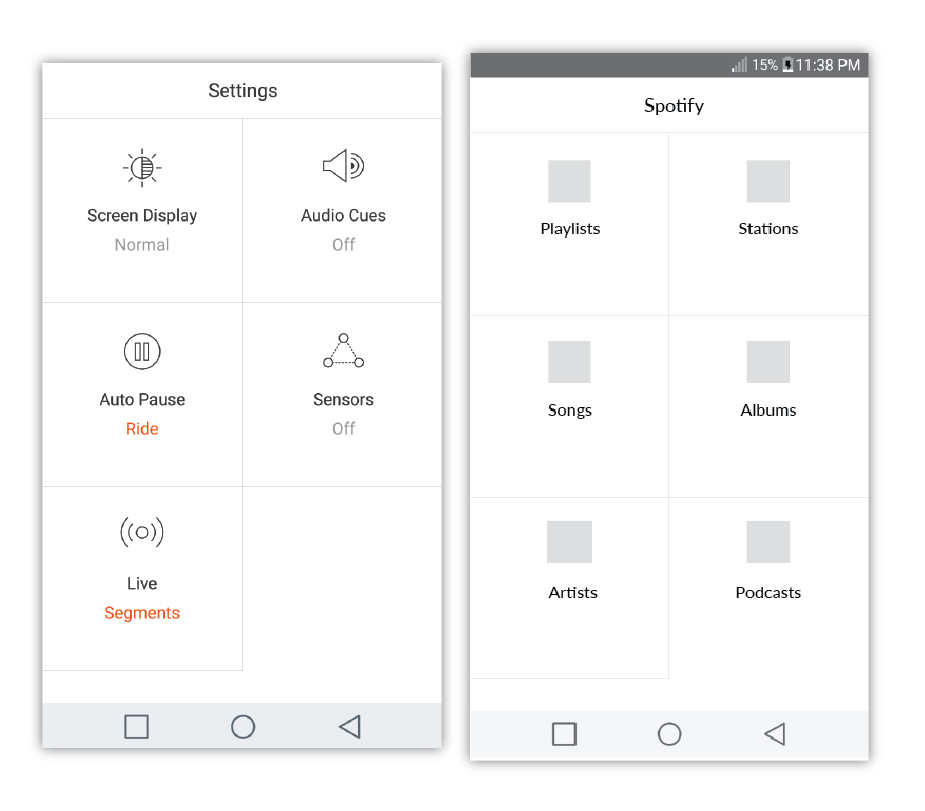 Settings
Screen Display
Normal
Audio Cues
Off
Auto Pause
Ride
Sensors
Off
Live
Segments
15% 11:38 PM
Spotify
Playlists
Stations
Songs
Albums
Artists
Podcasts